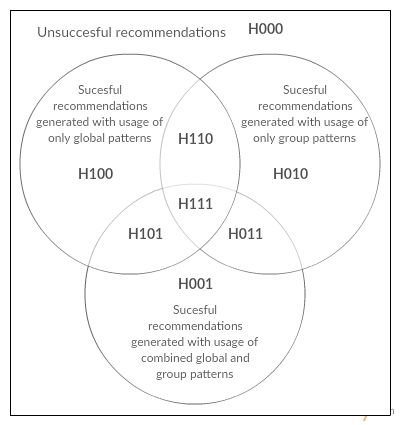 Unsuccesful recommendations H000
Sucesful
recommendations
generated with usage of
only global patterns
H100
Sucesful
recommendations
generated with usage of
only group patterns
H010
H110
H111
H101
H011
H001
Sucesful
recommendations
generated with usage of
combined global and
group patterns